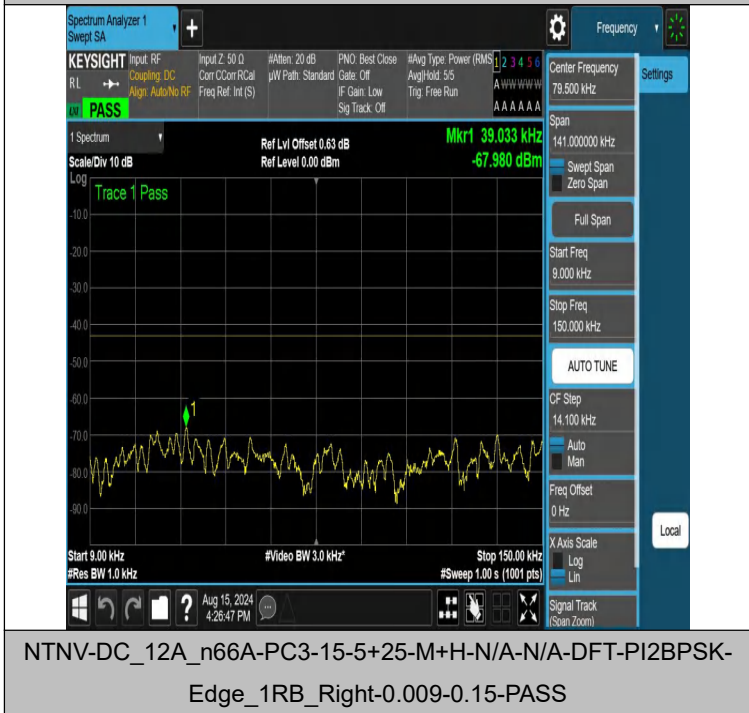 Spectrum Analyzer 1
Swept SA
Frequency
KEYSIGHT
RL
PASS
Input: RF
Coupling: DC
Align: Auto/No RF
Input Z: 50 Ω
Corr CCorr RCal
Freq Ref: Int (S)
#Atten: 20 dB
µW Path: Standard
PNO: Best Close
Gate: Off
IF Gain: Low
Sig Track: Off
#Avg Type: Power (RMS
Avg|Hold: 5/5
Trig: Free Run
1 2 3 4 5 6
A W W W W W
A A A A A A
1 Spectrum
Scale/Div 10 dB
Ref Lvl Offset 0.63 dB
Ref Level 0.00 dBm
Mkr1 39.033 kHz
-67.980 dBm
Log
Trace 1 Pass
-10.0
-20.0
-30.0
-40.0
-50.0
-60.0
-70.0
-80.0
-90.0
1
Start 9.00 kHz
#Res BW 1.0 kHz
#Video BW 3.0 kHz*
Stop 150.00 kHz
#Sweep 1.00 s (1001 pts)
?
Aug 15, 2024
4:26:47 PM
Center Frequency
79.500 kHz
Settings
Span
141.000000 kHz
Swept Span
Zero Span
Full Span
Start Freq
9.000 kHz
Stop Freq
150.000 kHz
AUTO TUNE
CF Step
14.100 kHz
Auto
Man
Freq Offset
0 Hz
X Axis Scale
Log
Lin
Local
Signal Track
(Span Zoom)
NTNV-DC_12A_n66A-PC3-15-5+25-M+H-N/A-N/A-DFT-PI2BPSK-
Edge_1RB_Right-0.009-0.15-PASS